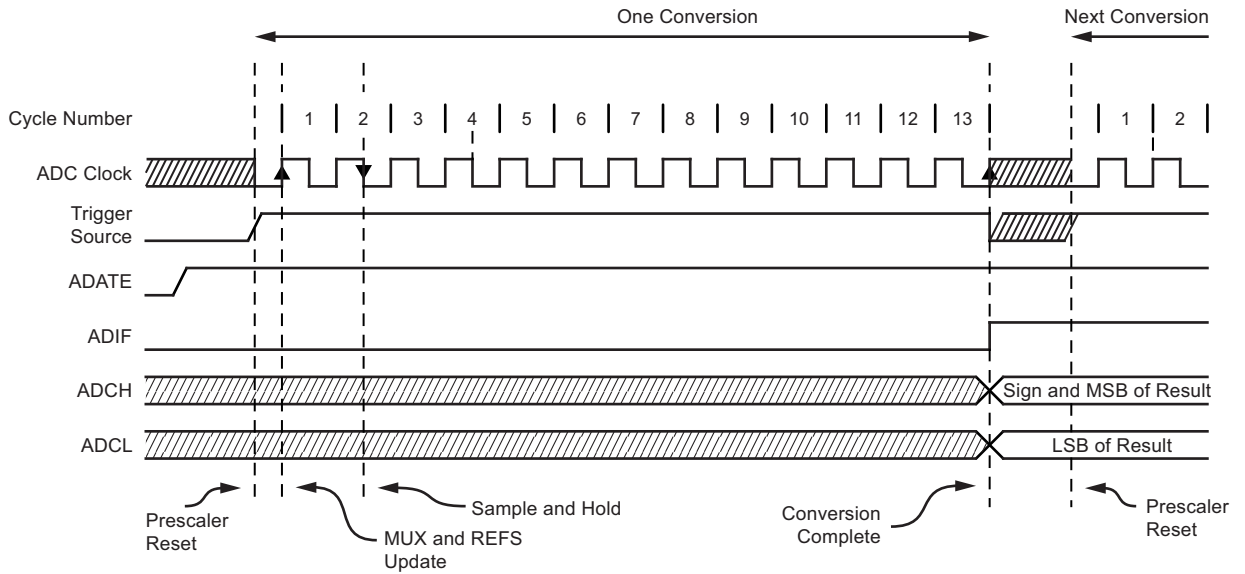 One Conversion
Next Conversion
Cycle Number
1 2 3 4 5 6 7 8 9 10 11 12 13 1 2
ADC Clock
Trigger
Source
ADATE
ADIF
ADCH
Sign and MSB of Result
ADCL
LSB of Result
Prescaler
Reset
MUX and REFS
Update
Sample and Hold
Conversion
Complete
Prescaler
Reset